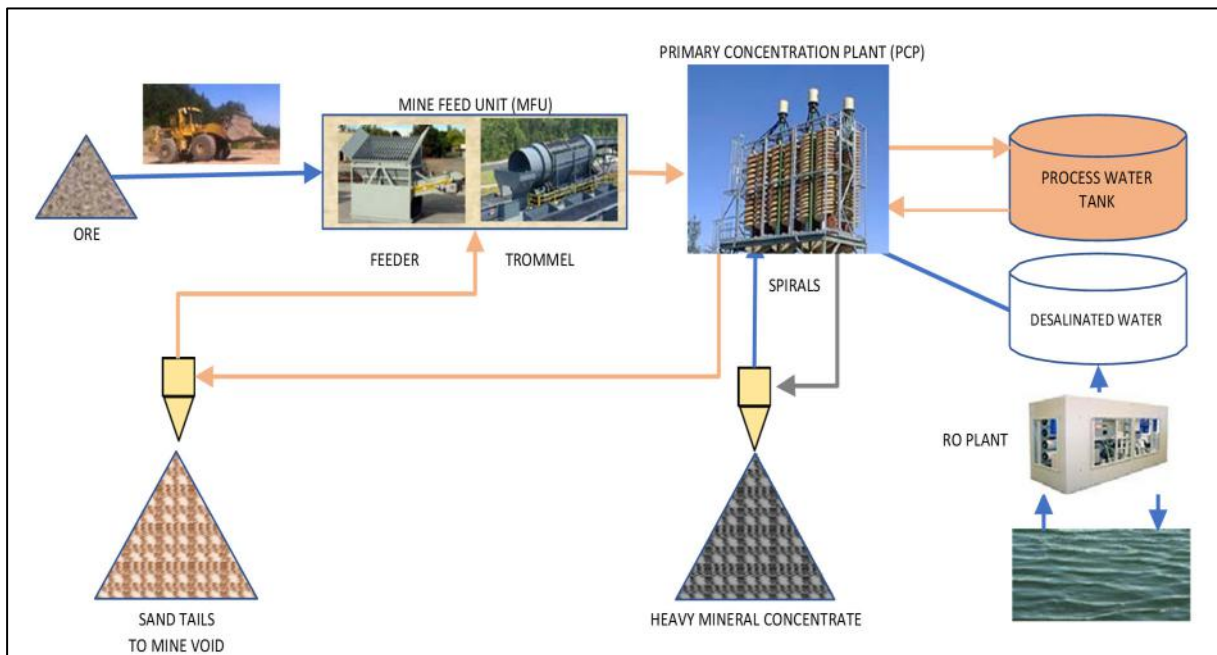 PRIMARY CONCENTRATION PLANT (PCP)
MINE FEED UNIT (MFU)
PROCESS WATER
TANK
ORE
FEEDER
TROMMEL
SPIRALS
DESALINATED WATER
RO PLANT
SAND TAILS
TO MINE VOID
HEAVY MINERAL CONCENTRATE